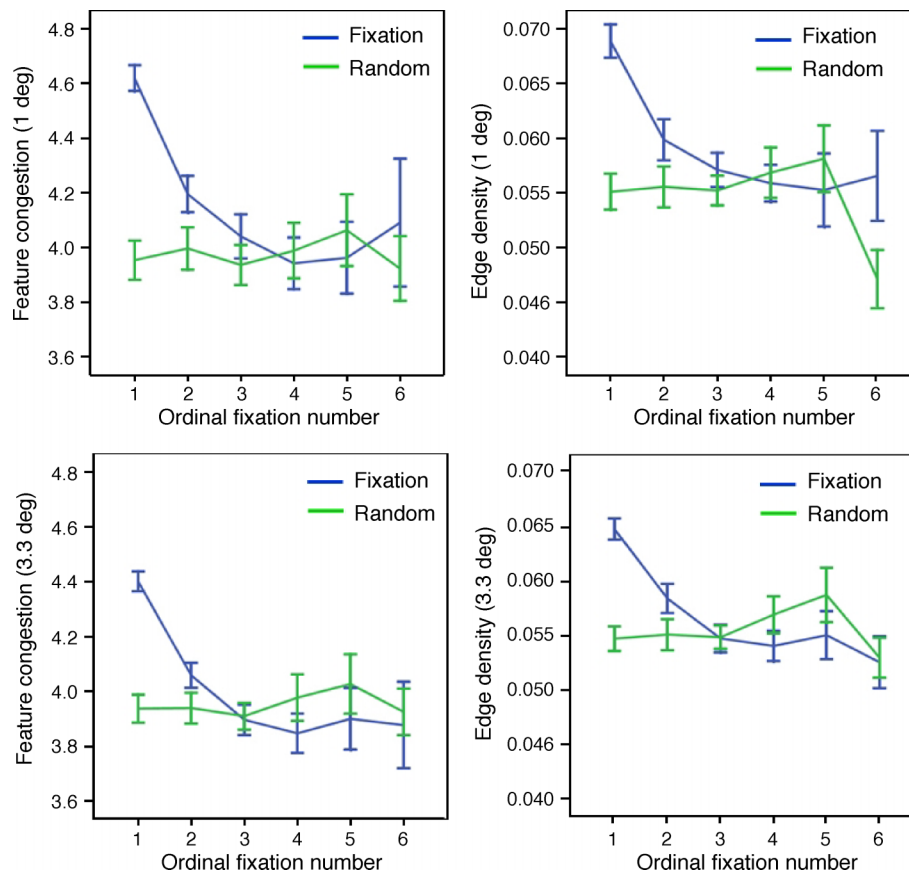 Feature congestion (1 deg)
4.8
4.6
4.4
4.2
4.0
3.8
3.6
Fixation
Random
1 2 3 4 5 6
Ordinal fixation number
Edge density (1 deg)
0.070
0.065
0.060
0.055
0.050
0.046
0.040
Fixation
Random
1 2 3 4 5 6
Ordinal fixation number
Feature congestion (3.3 deg)
4.8
4.6
4.4
4.2
4.0
3.8
3.6
Fixation
Random
1 2 3 4 5 6
Ordinal fixation number
Edge density (3.3 deg)
0.070
0.065
0.060
0.055
0.050
0.046
0.040
Fixation
Random
1 2 3 4 5 6
Ordinal fixation number